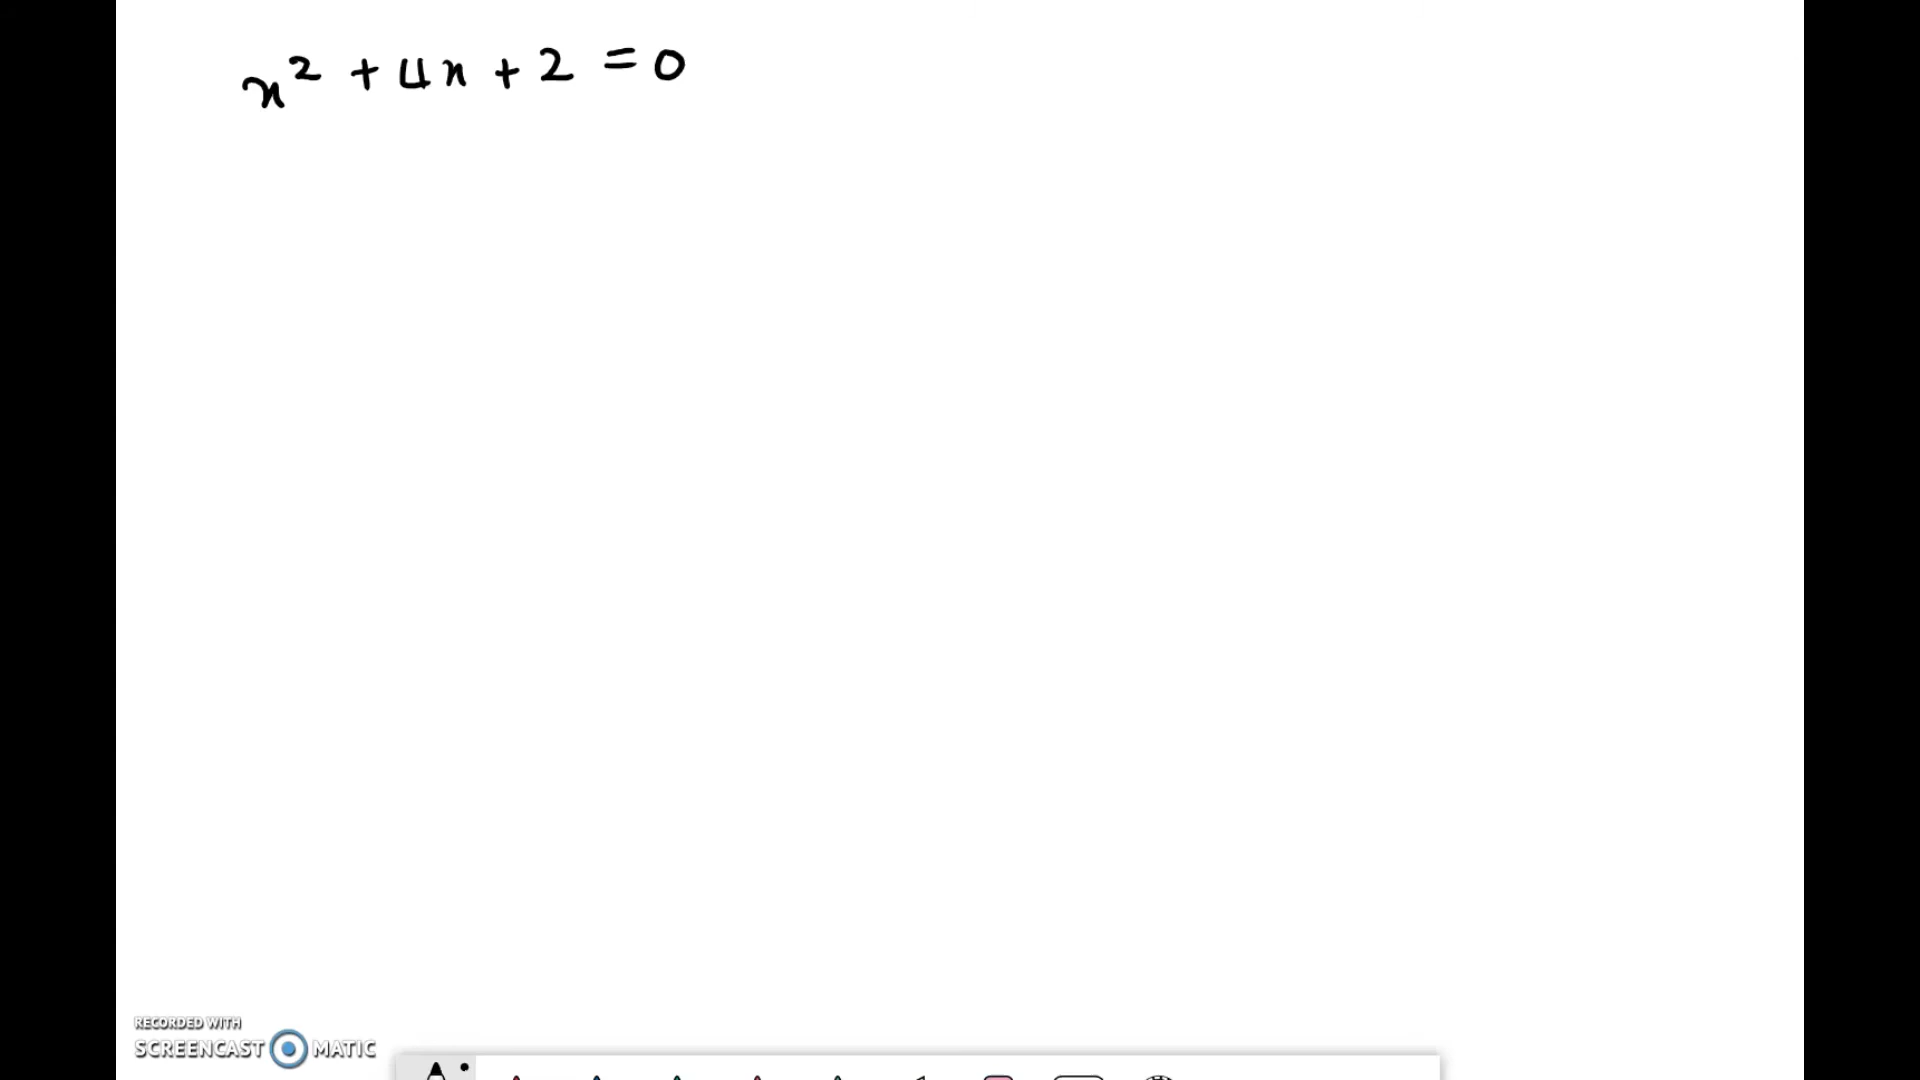 x² + 4x + 2 = 0
RECORDED WITH
SCREENCAST MATIC